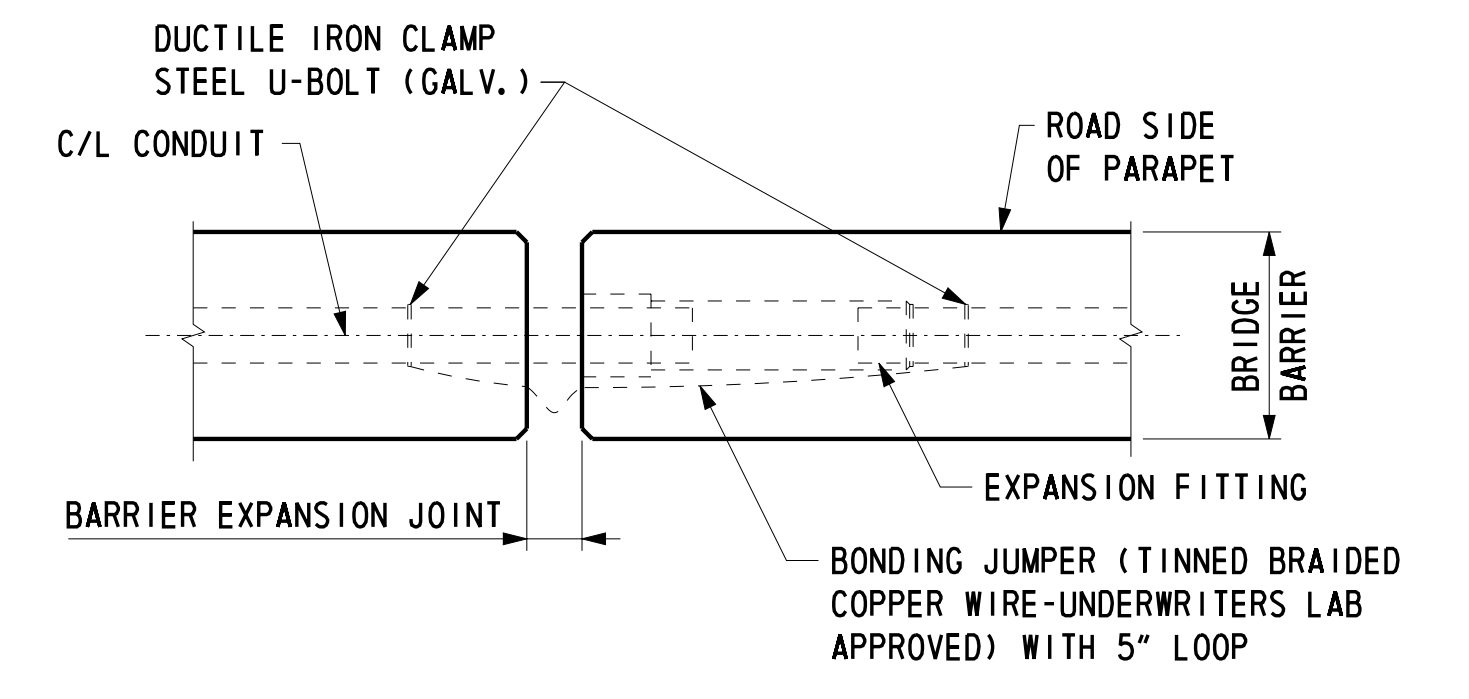 DUCTILE IRON CLAMP
STEEL U-BOLT (GALV.)
C/L CONDUIT
ROAD SIDE
OF PARAPET
BRIDGE
BARRIER
EXPANSION FITTING
BARRIER EXPANSION JOINT
BONDING JUMPER (TINNED BRAIDED
COPPER WIRE-UNDERWRITERS LAB
APPROVED) WITH 5" LOOP